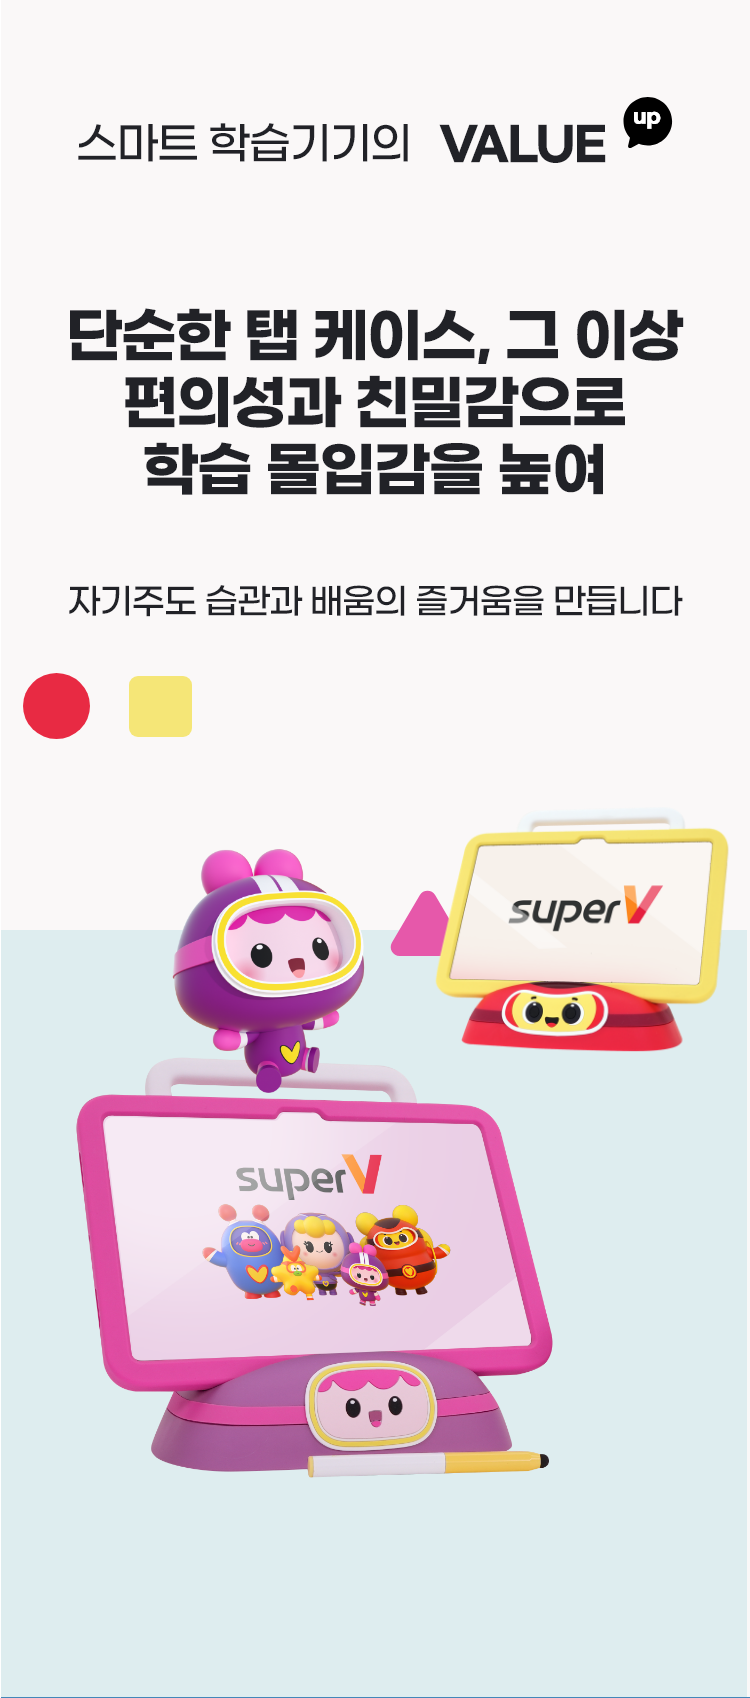 스마트 학습기기의 VALUE up
단순한 탭 케이스, 그 이상
편의성과 친밀감으로
학습 몰입감을 높여
자기주도 습관과 배움의 즐거움을 만듭니다
superV
superV